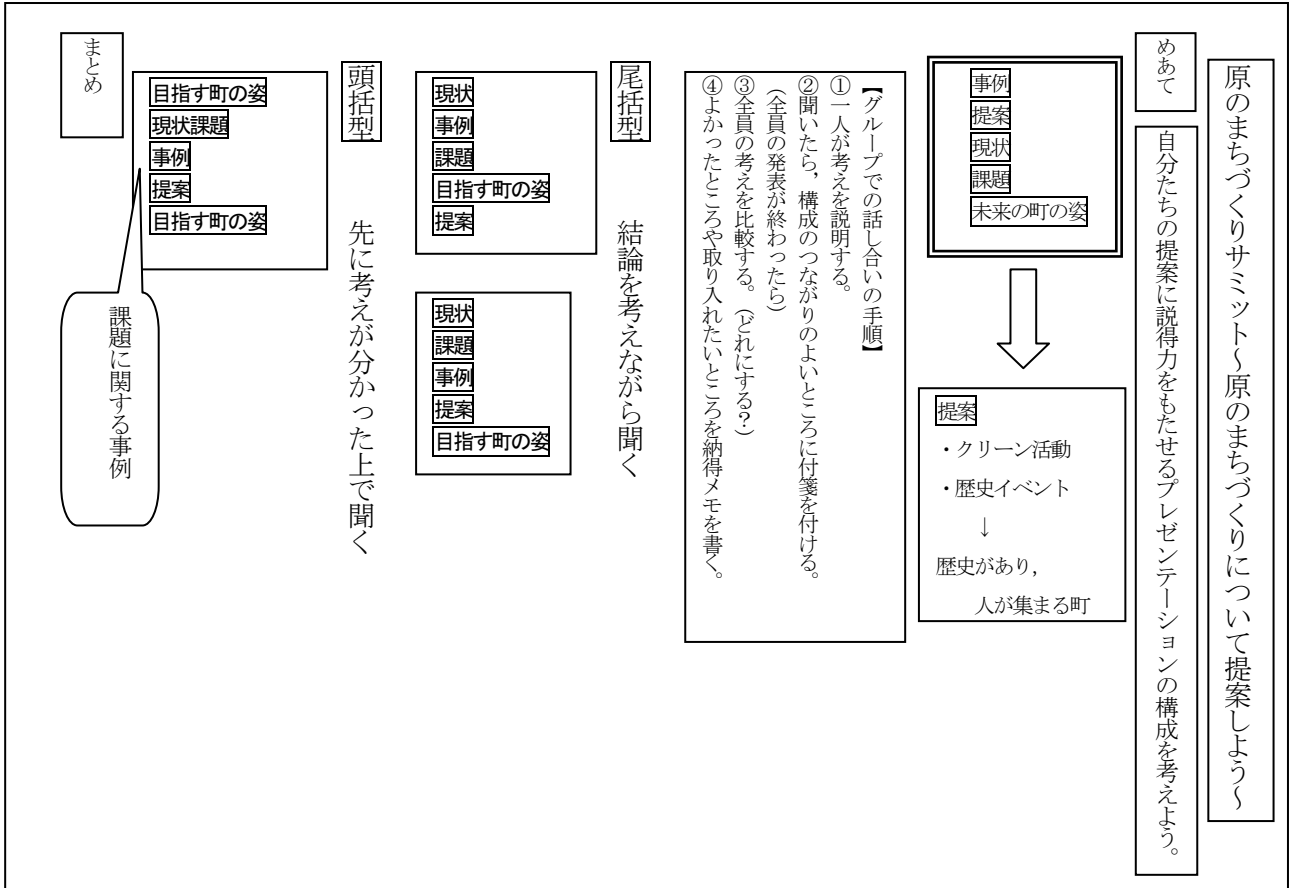 原のまちづくりサミット~原のまちづくりについて提案しよう~
めあて
自分たちの提案に説得力をもたせるプレゼンテーションの構成を考えよう。
事例
提案
現状
課題
未来の町の姿
提案
・クリーン活動
・歴史イベント
↓
歴史があり,
人が集まる町
【グループでの話し合いの手順】
①一人が考えを説明する。
②聞いたら,構成のつながりのよいところに付箋を付ける。
(全員の発表が終わったら)
③全員の考えを比較する。(どれにする?)
④よかったところや取り入れたいところを納得メモを書く。
尾括型
結論を考えながら聞く
現状
事例
課題
目指す町の姿
提案
現状
課題
事例
提案
目指す町の姿
頭括型
先に考えが分かった上で聞く
目指す町の姿
現状課題
事例
提案
目指す町の姿
課題に関する事例
まとめ